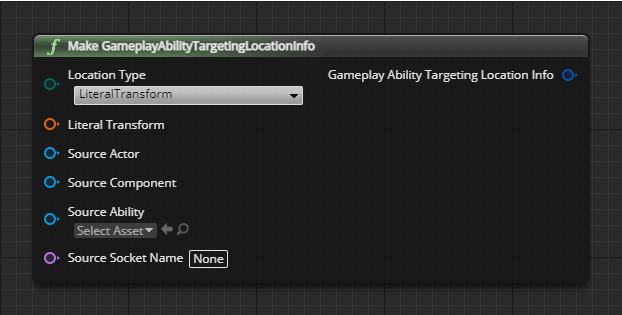 f Make GameplayAbilityTargetingLocationInfo
Location Type
Gameplay Ability Targeting Location Info
LiteralTransform
Literal Transform
Source Actor
Source Component
Source Ability
Select Asset
Source Socket Name None